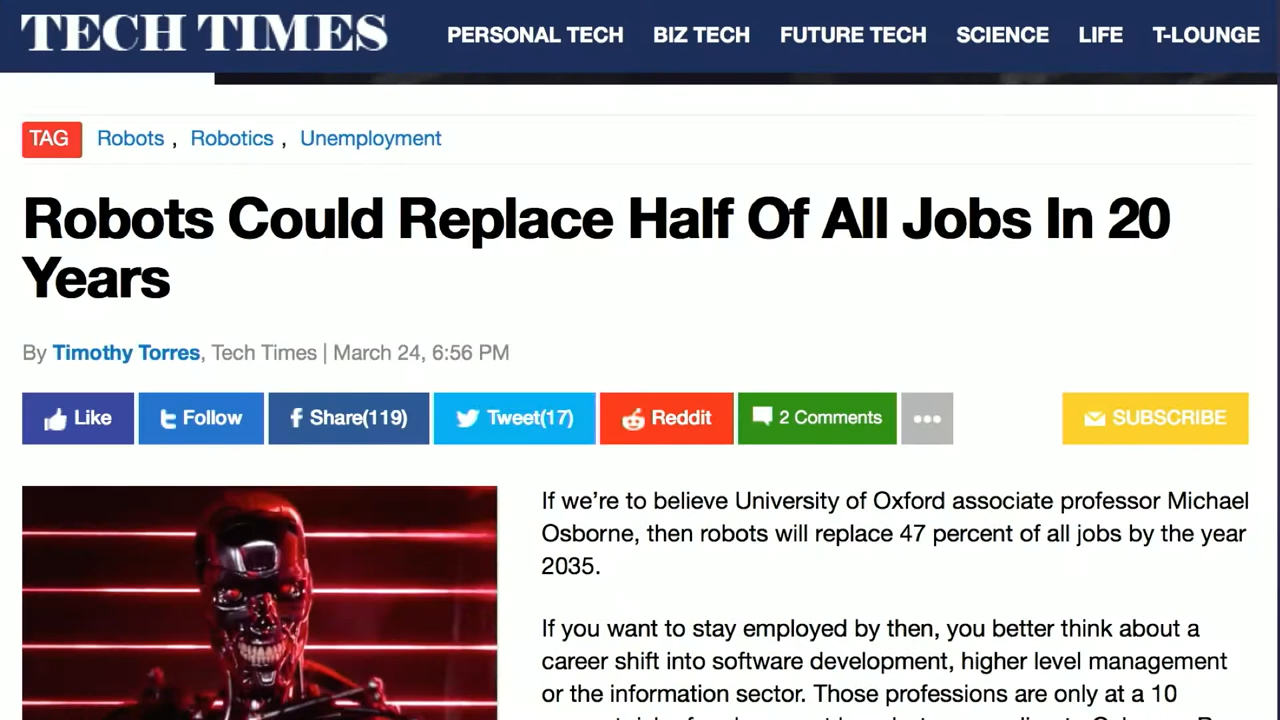 TECH TIMES
PERSONAL TECH BIZ TECH FUTURE TECH SCIENCE LIFE T-LOUNGE
TAG Robots , Robotics , Unemployment
Robots Could Replace Half Of All Jobs In 20
Years
By Timothy Torres, Tech Times | March 24, 6:56 PM
Like Follow Share(119) Tweet(17) Reddit 2 Comments SUBSCRIBE
If we’re to believe University of Oxford associate professor Michael
Osborne, then robots will replace 47 percent of all jobs by the year
2035.
If you want to stay employed by then, you better think about a
career shift into software development, higher level management
or the information sector. Those professions are only at a 10